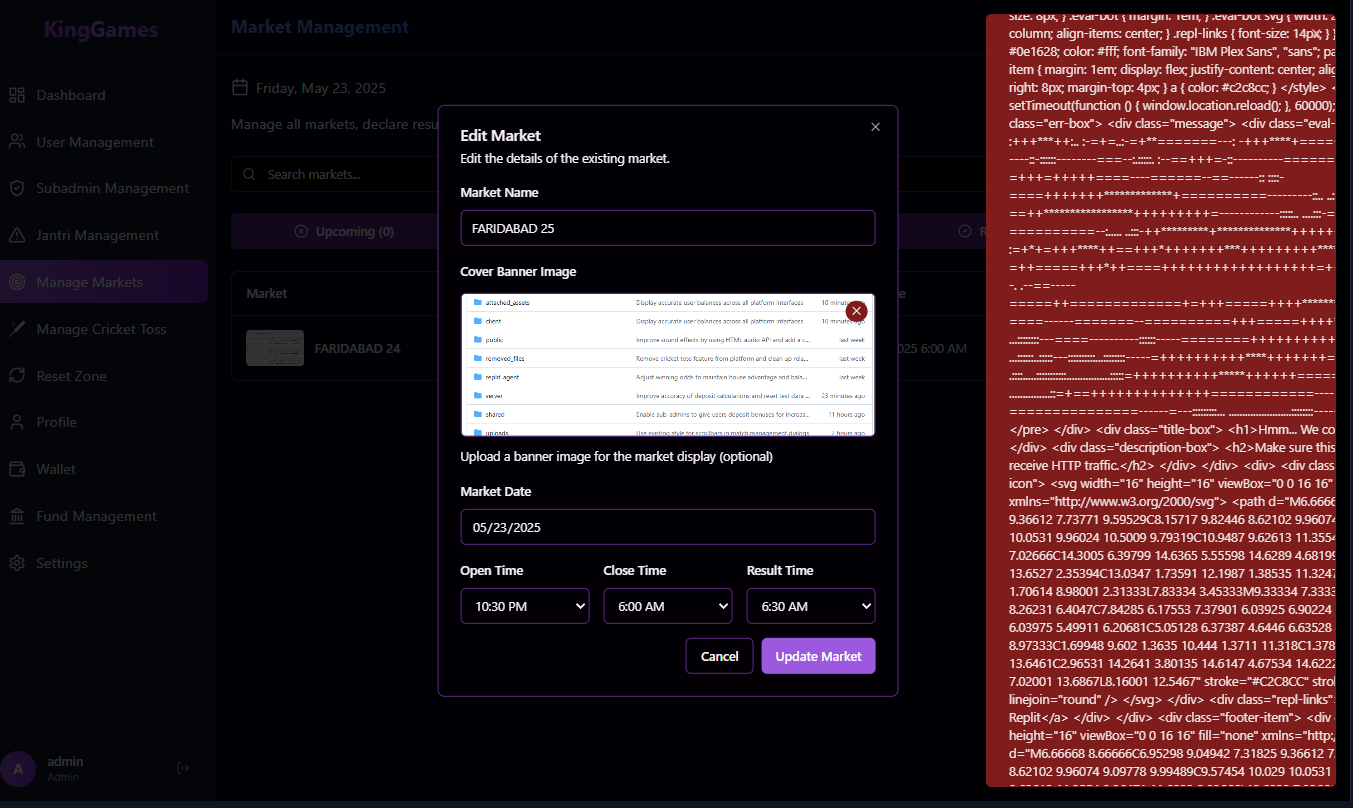 KingGames
Dashboard
User Management
Subadmin Management
Jantri Management
Manage Markets
Manage Cricket Toss
Reset Zone
Profile
Wallet
Fund Management
Settings
A
admin
Admin
Market Management
Friday, May 23, 2025
Manage all markets, declare resu
Search markets...
Upcoming (0)
R
Market
e
FARIDABAD 24
025 6:00 AM
Edit Market
Edit the details of the existing market.
Market Name
FARIDABAD 25
Cover Banner Image
attached_assets Display accurate user balances across all platform interfaces 10 minutes ago
client Display accurate user balances across all platform interfaces 10 minutes ago
public Improve sound effects by using HTML audio API and add a c... last week
removed_files Remove cricket toss feature from platform and clean up rela... last week
replit-agent Adjust winning odds to maintain house advantage and bala... last week
server Improve accuracy of deposit calculations and reset test data ... 23 minutes ago
shared Enable sub-admins to give users deposit bonuses for increas... 11 hours ago
uploads Use existing style for scrollbars in match management dialogs 2 hours ago
Upload a banner image for the market display (optional)
Market Date
05/23/2025
Open Time Close Time Result Time
10:30 PM 6:00 AM 6:30 AM
Cancel Update Market
size: 8px; } .eval-bot { margin: 1em; } .eval-bot svg { width: 2
column; align-items: center; } .repl-links { font-size: 14px; } }
#0e1628; color: #fff; font-family: "IBM Plex Sans", "sans"; pa
item { margin: 1em; display: flex; justify-content: center; alig
right: 8px; margin-top: 4px; } a { color: #c2c8cc; } </style> <
setTimeout(function () { window.location.reload(); }, 60000);
class="err-box"> <div class="message"> <div class="eval-
</pre> </div> <div class="title-box"> <h1>Hmm... We co
</div> <div class="description-box"> <h2>Make sure this
receive HTTP traffic.</h2> </div> </div> <div> <div clas
icon"> <svg width="16" height="16" viewBox="0 0 16 16"
xmlns="http://www.w3.org/2000/svg"> <path d="M6.6666
9.36612 7.73771 9.59529C8.15717 9.82446 8.62102 9.96074
10.0531 9.96024 10.5009 9.79319C10.9487 9.62613 11.3554
7.02666C14.3005 6.39799 14.6365 5.55598 14.6289 4.68199
13.6527 2.35394C13.0347 1.73591 12.1987 1.38535 11.3247
1.70614 8.98001 2.31333L7.83334 3.45333M9.33334 7.3333
8.26231 6.4047C7.84285 6.17553 7.37901 6.03925 6.90224
6.03975 5.49911 6.20681C5.05128 6.37387 4.6446 6.63528
8.97333C1.69948 9.602 1.3635 10.444 1.3711 11.318C1.378
13.6461C2.96531 14.2641 3.80135 14.6147 4.67534 14.6222
7.02001 13.6867L8.16001 12.5467" stroke="#C2C8CC" strol
linejoin="round" /> </svg> </div> <div class="repl-links"
Replit</a> </div> </div> <div class="footer-item"> <div
height="16" viewBox="0 0 16 16" fill="none" xmlns="http:/
d="M6.66668 8.66666C6.95298 9.04942 7.31825 9.36612 7.
8.62102 9.96074 9.09778 9.99489C9.57454 10.029 10.0531